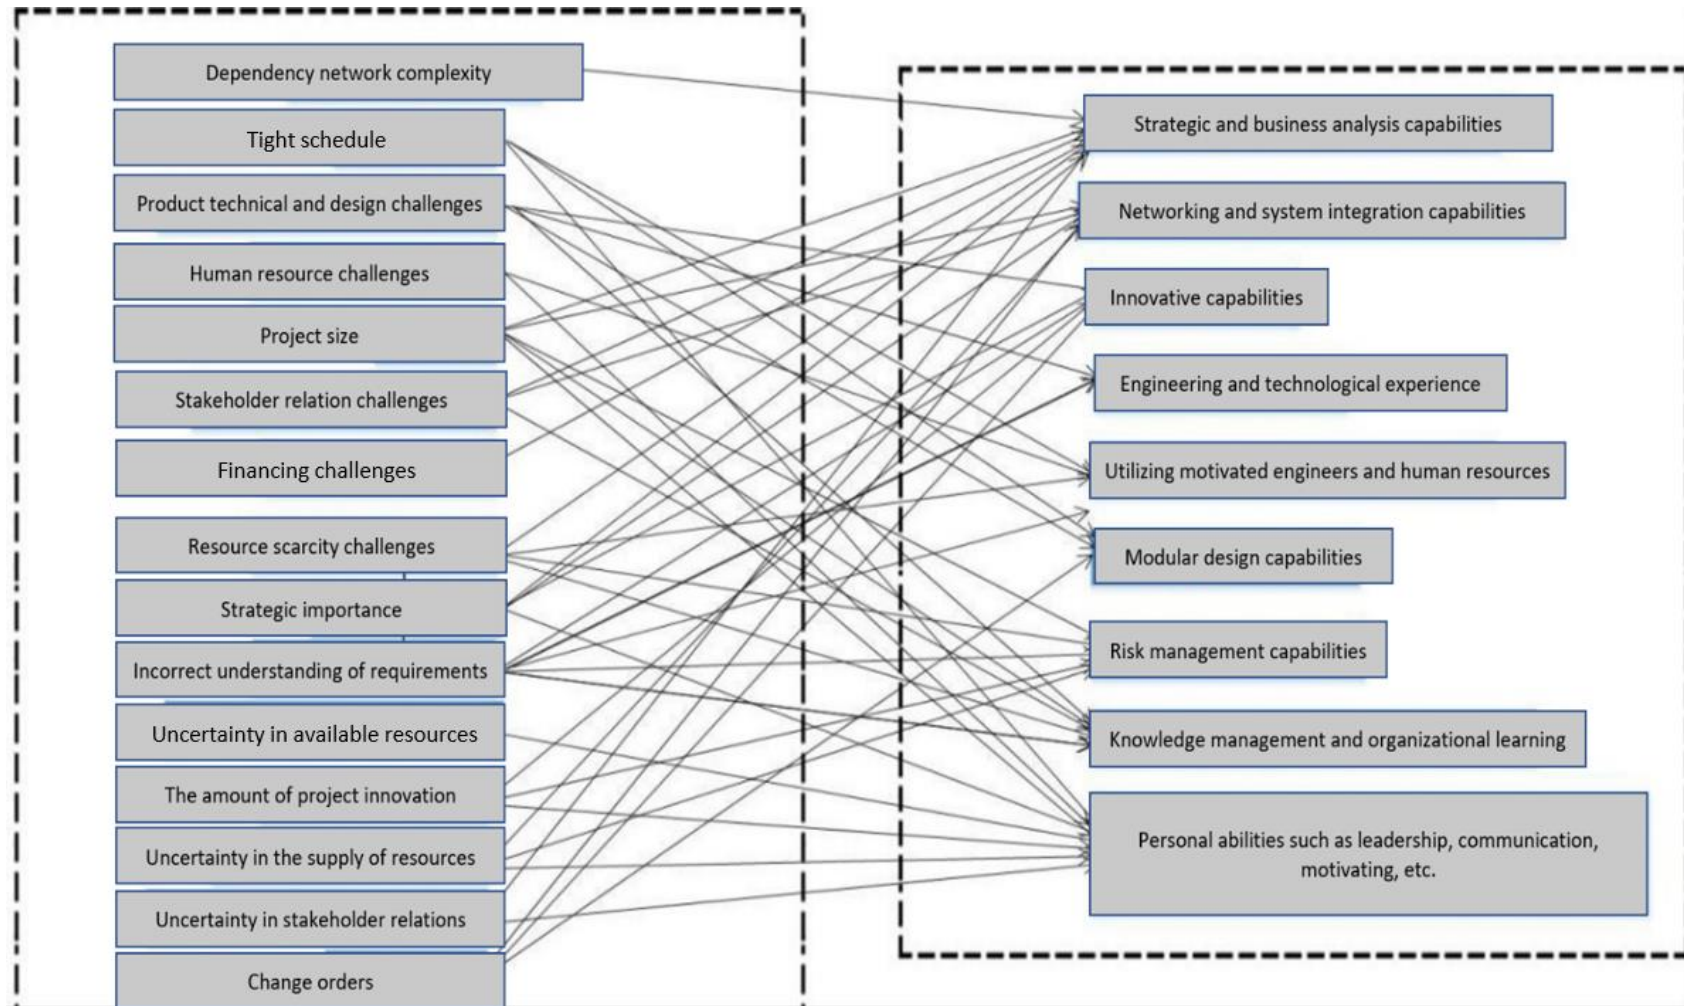 Dependency network complexity
Tight schedule
Product technical and design challenges
Human resource challenges
Project size
Stakeholder relation challenges
Financing challenges
Resource scarcity challenges
Strategic importance
Incorrect understanding of requirements
Uncertainty in available resources
The amount of project innovation
Uncertainty in the supply of resources
Uncertainty in stakeholder relations
Change orders
Strategic and business analysis capabilities
Networking and system integration capabilities
Innovative capabilities
Engineering and technological experience
Utilizing motivated engineers and human resources
Modular design capabilities
Risk management capabilities
Knowledge management and organizational learning
Personal abilities such as leadership, communication,
motivating, etc.